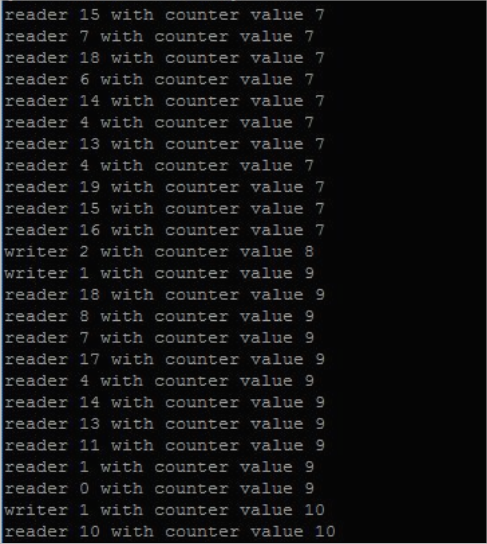 reader 15 with counter value 7
reader 7 with counter value 7
reader 18 with counter value 7
reader 6 with counter value 7
reader 14 with counter value 7
reader 4 with counter value 7
reader 13 with counter value 7
reader 4 with counter value 7
reader 19 with counter value 7
reader 15 with counter value 7
reader 16 with counter value 7
writer 2 with counter value 8
writer 1 with counter value 9
reader 18 with counter value 9
reader 8 with counter value 9
reader 7 with counter value 9
reader 17 with counter value 9
reader 4 with counter value 9
reader 14 with counter value 9
reader 13 with counter value 9
reader 11 with counter value 9
reader 1 with counter value 9
reader 0 with counter value 9
writer 1 with counter value 10
reader 10 with counter value 10